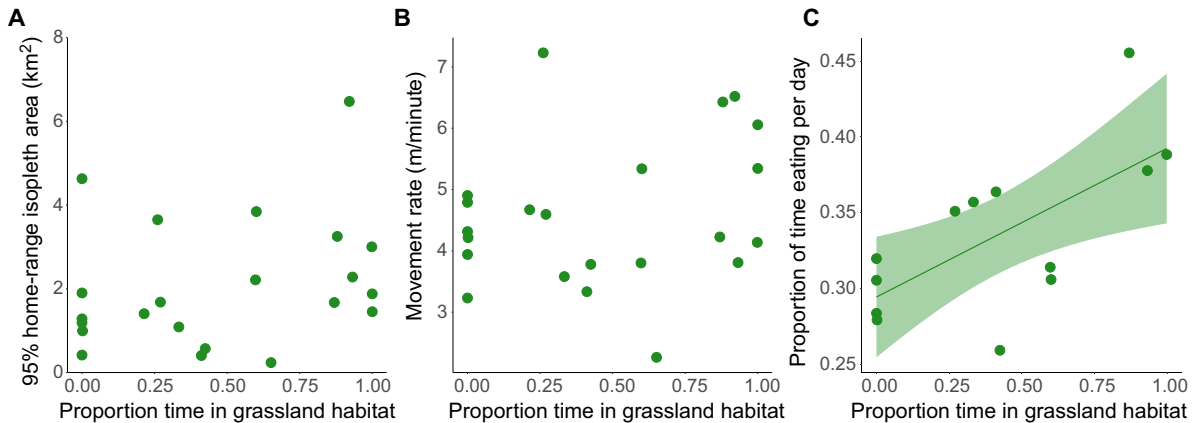 A
95% home-range isopleth area (km²)
8
6
4
2
0
0.00 0.25 0.50 0.75 1.00
Proportion time in grassland habitat
B
Movement rate (m/minute)
7
6
5
4
3
0.00 0.25 0.50 0.75 1.00
Proportion time in grassland habitat
C
Proportion of time eating per day
0.45
0.40
0.35
0.30
0.25
0.00 0.25 0.50 0.75 1.00
Proportion time in grassland habitat